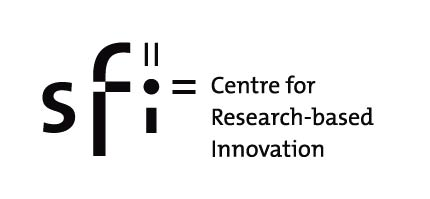 sfi
Centre for
Research-based
Innovation